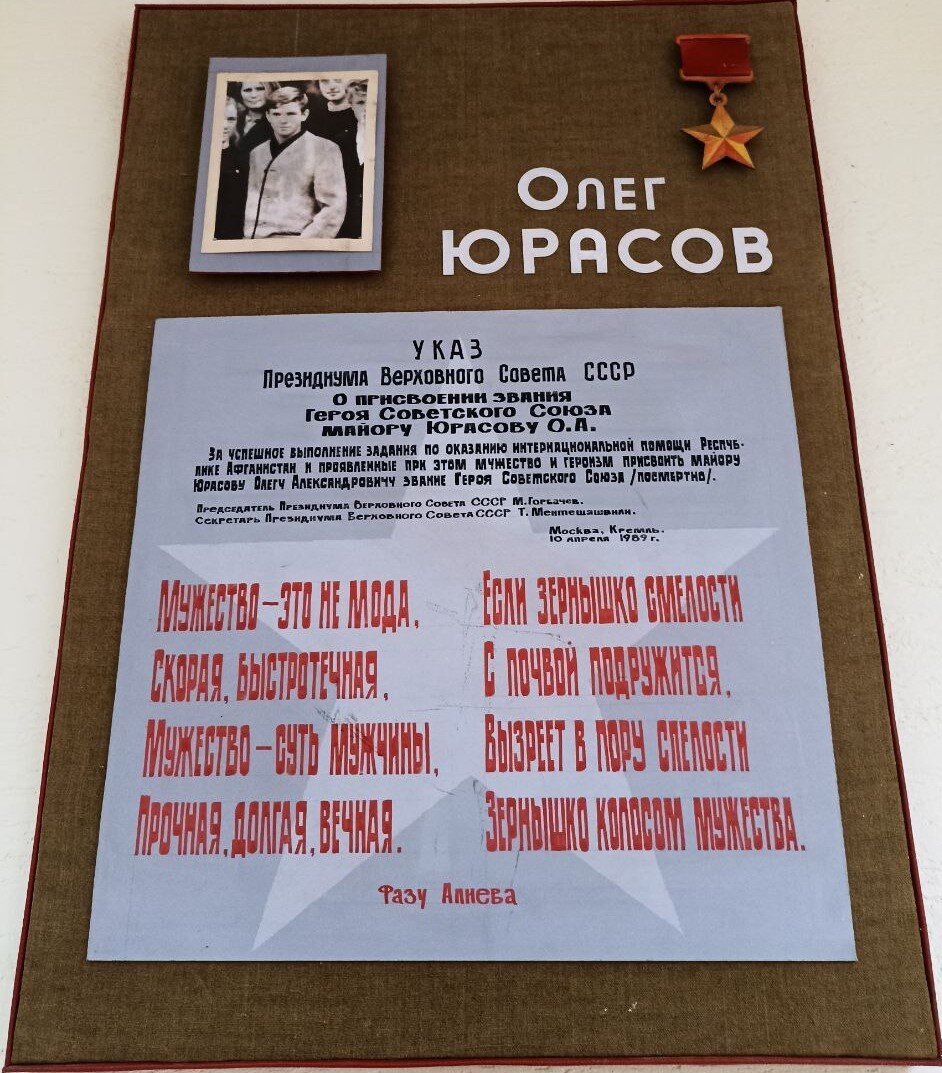 Олег
ЮРАСОВ
УКАЗ
Президиума Верховного Совета СССР
О присвоении звания
Героя Советского Союза
майору Юрасову О.А.
За успешное выполнение задания по оказанию интернациональной помощи Респуб-
лике Афганистан и проявленные при этом мужество и героизм присвоить майору
Юрасову Олегу Александровичу звание Героя Советского Союза /посмертно/.
Председатель Президиума Верховного Совета СССР М.Горбачев.
Секретарь Президиума Верховного Совета СССР Т. Ментешашвили.
Москва, Кремль.
10 апреля 1989 г.
Мужество – это не мода,
Скорая, быстротечная,
Мужество – суть мужчины,
Прочная, долгая, вечная.
Если зернышко смелости
С почвой подружится,
Вызреет в пору спелости
Зернышко колосом мужества.
Фазу Алиева